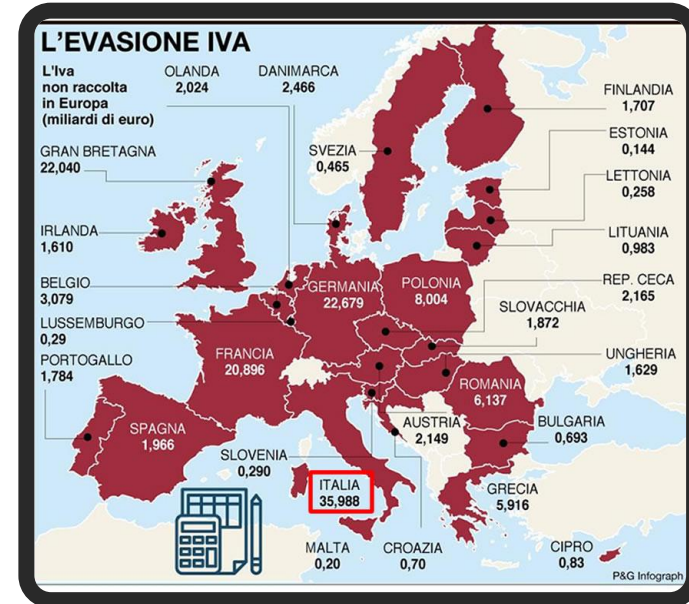 L'EVASIONE IVA
L'Iva
non raccolta
in Europa
(miliardi di euro)
OLANDA
2,024
DANIMARCA
2,466
FINLANDIA
1,707
ESTONIA
0,144
SVEZIA
0,465
GRAN BRETAGNA
22,040
LETTONIA
0,258
LITUANIA
0,983
IRLANDA
1,610
REP. CECA
2,165
BELGIO
3,079
GERMANIA
22,679
POLONIA
8,004
SLOVACCHIA
1,872
LUSSEMBURGO
0,29
UNGHERIA
1,629
PORTOGALLO
1,784
FRANCIA
20,896
ROMANIA
6,137
SPAGNA
1,966
AUSTRIA
2,149
BULGARIA
0,693
SLOVENIA
0,290
ITALIA
35,988
GRECIA
5,916
MALTA
0,20
CROAZIA
0,70
CIPRO
0,83
P&G Infograph